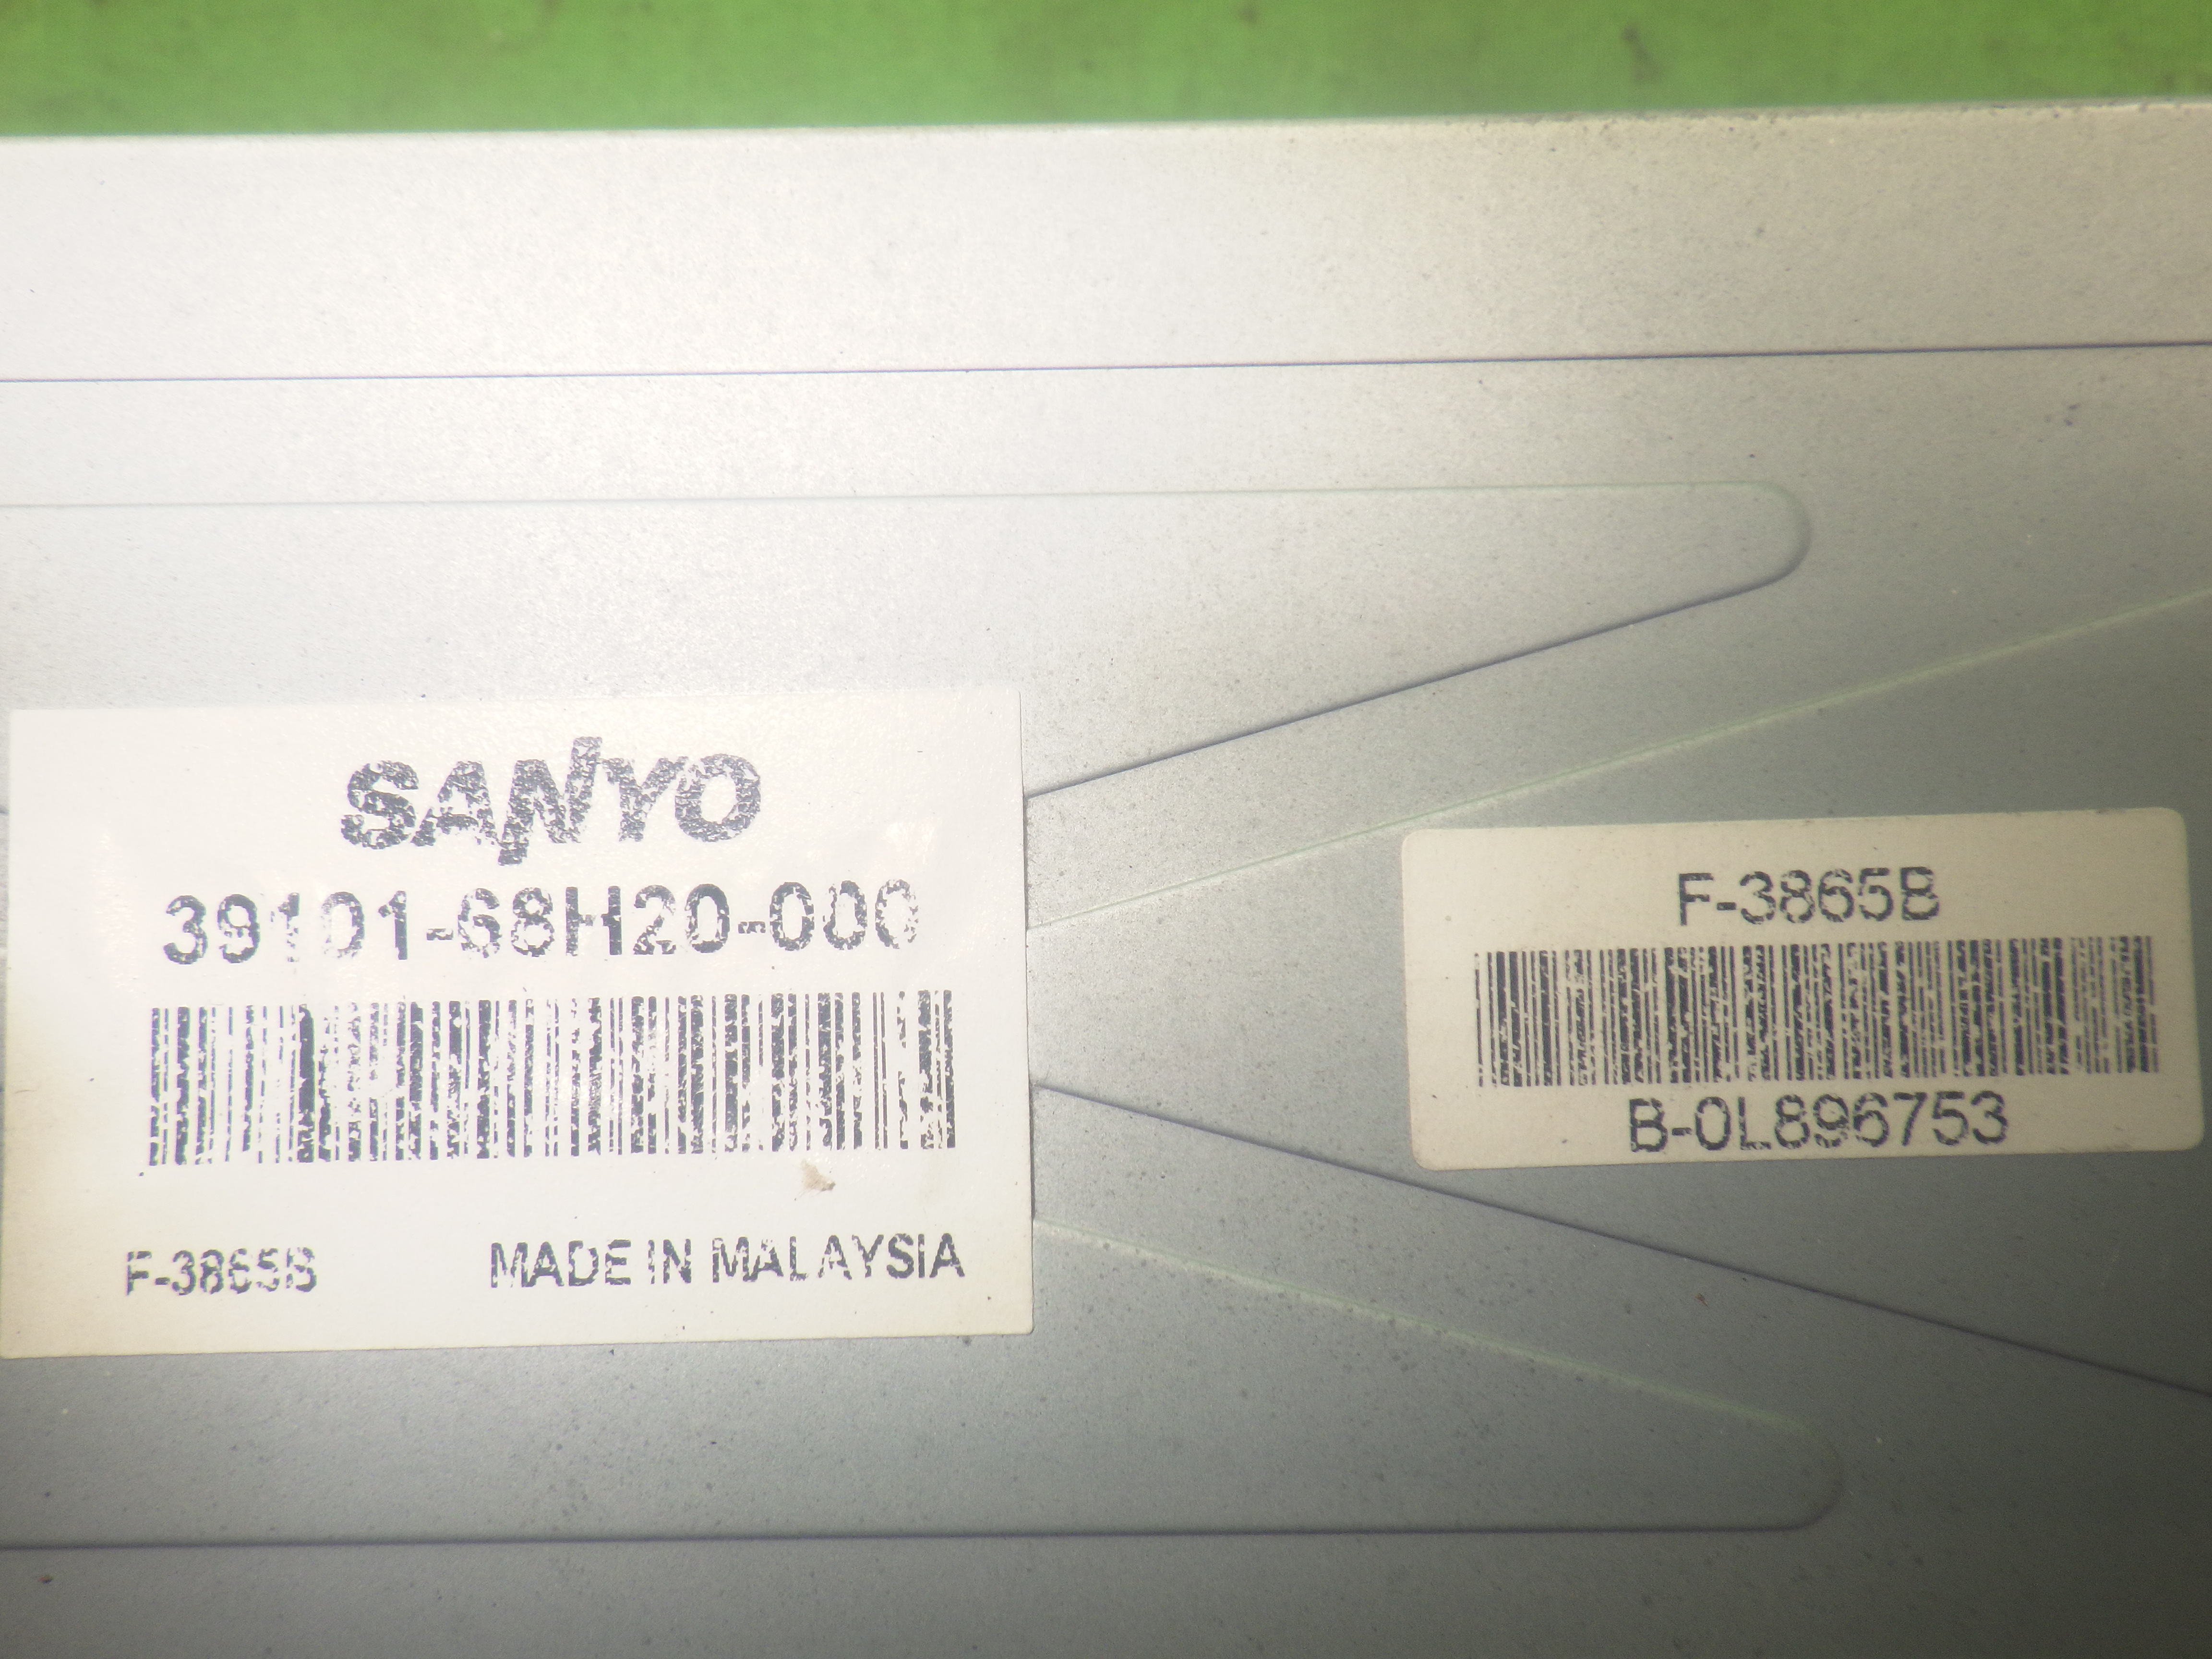 SANYO
39101-68H20-000
F-3865B
MADE IN MALAYSIA
F-3865B
B-0L896753